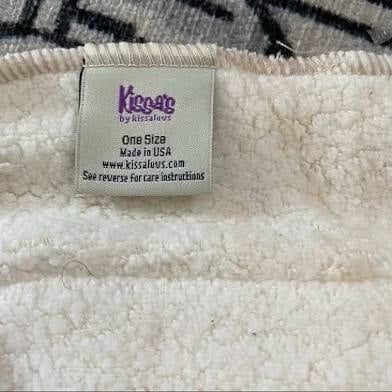 Kissa's
by kissaluvs
One Size
Made in USA
www.kissaluvs.com
See reverse for care instructions